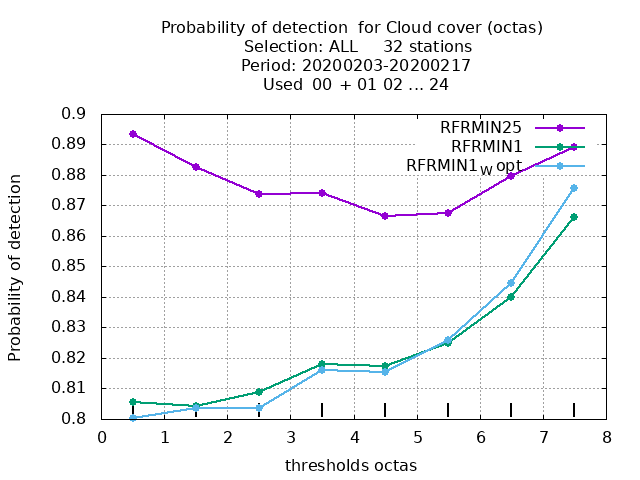 Probability of detection  for Cloud cover (octas)
Selection: ALL     32 stations
Period: 20200203-20200217
Used  00 + 01 02 ... 24
RFRMIN25
RFRMIN1
RFRMIN1w opt
0.9
0.89
0.88
0.87
0.86
0.85
0.84
0.83
0.82
0.81
0.8
Probability of detection
0 1 2 3 4 5 6 7 8
thresholds octas